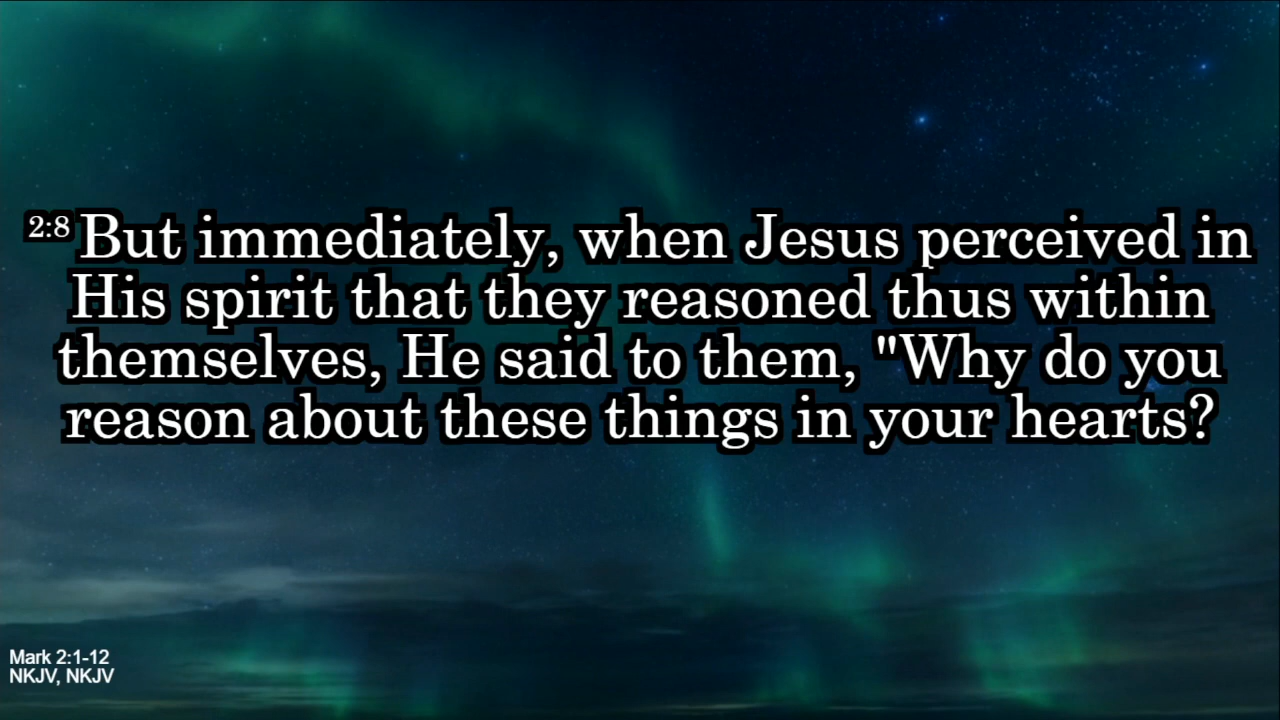 2:8 But immediately, when Jesus perceived in
His spirit that they reasoned thus within
themselves, He said to them, "Why do you
reason about these things in your hearts?
Mark 2:1-12
NKJV, NKJV